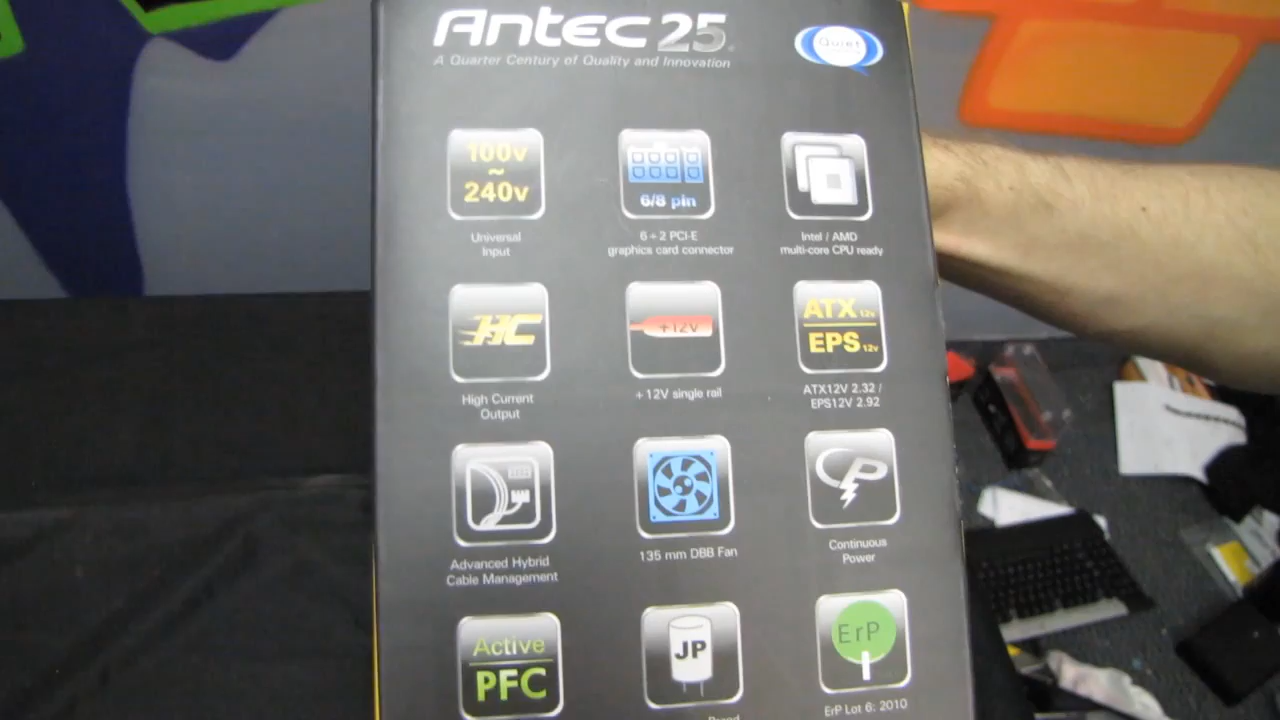 Antec 25
Quiet
A Quarter Century of Quality and Innovation
100v
~
240v
6/8 pin
Universal
Input
6+2 PCI-E
graphics card connector
Intel / AMD
multi-core CPU ready
HC
+12V
ATX12v
EPS12v
High Current
Output
+12V single rail
ATX12V 2.32 /
EPS12V 2.92
CP
Advanced Hybrid
Cable Management
135 mm DBB Fan
Continuous
Power
Active
PFC
JP
ErP
ErP Lot 6: 2010